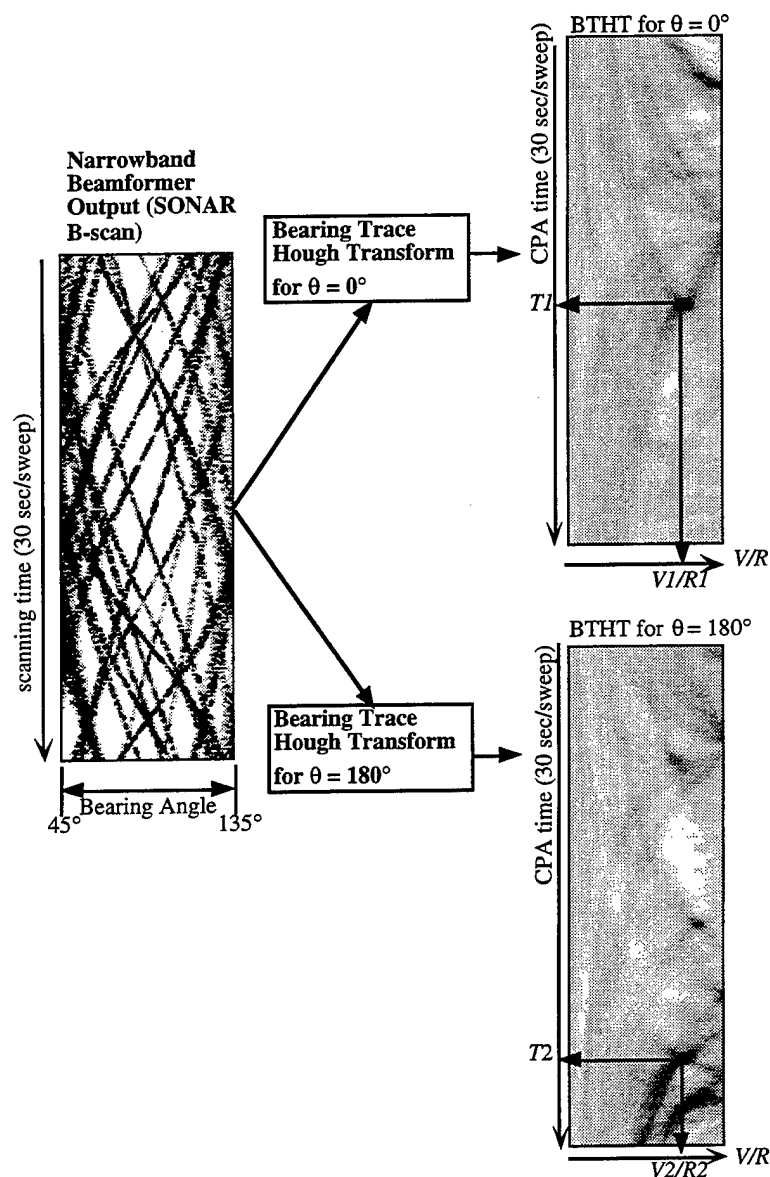 Narrowband
Beamformer
Output (SONAR
B-scan)
scanning time (30 sec/sweep)
Bearing Angle
45°
135°
Bearing Trace
Hough Transform
for θ = 0°
Bearing Trace
Hough Transform
for θ = 180°
BTHT for θ = 0°
CPA time (30 sec/sweep)
T1
V1/R1
V/R
BTHT for θ = 180°
CPA time (30 sec/sweep)
T2
V2/R2
V/R